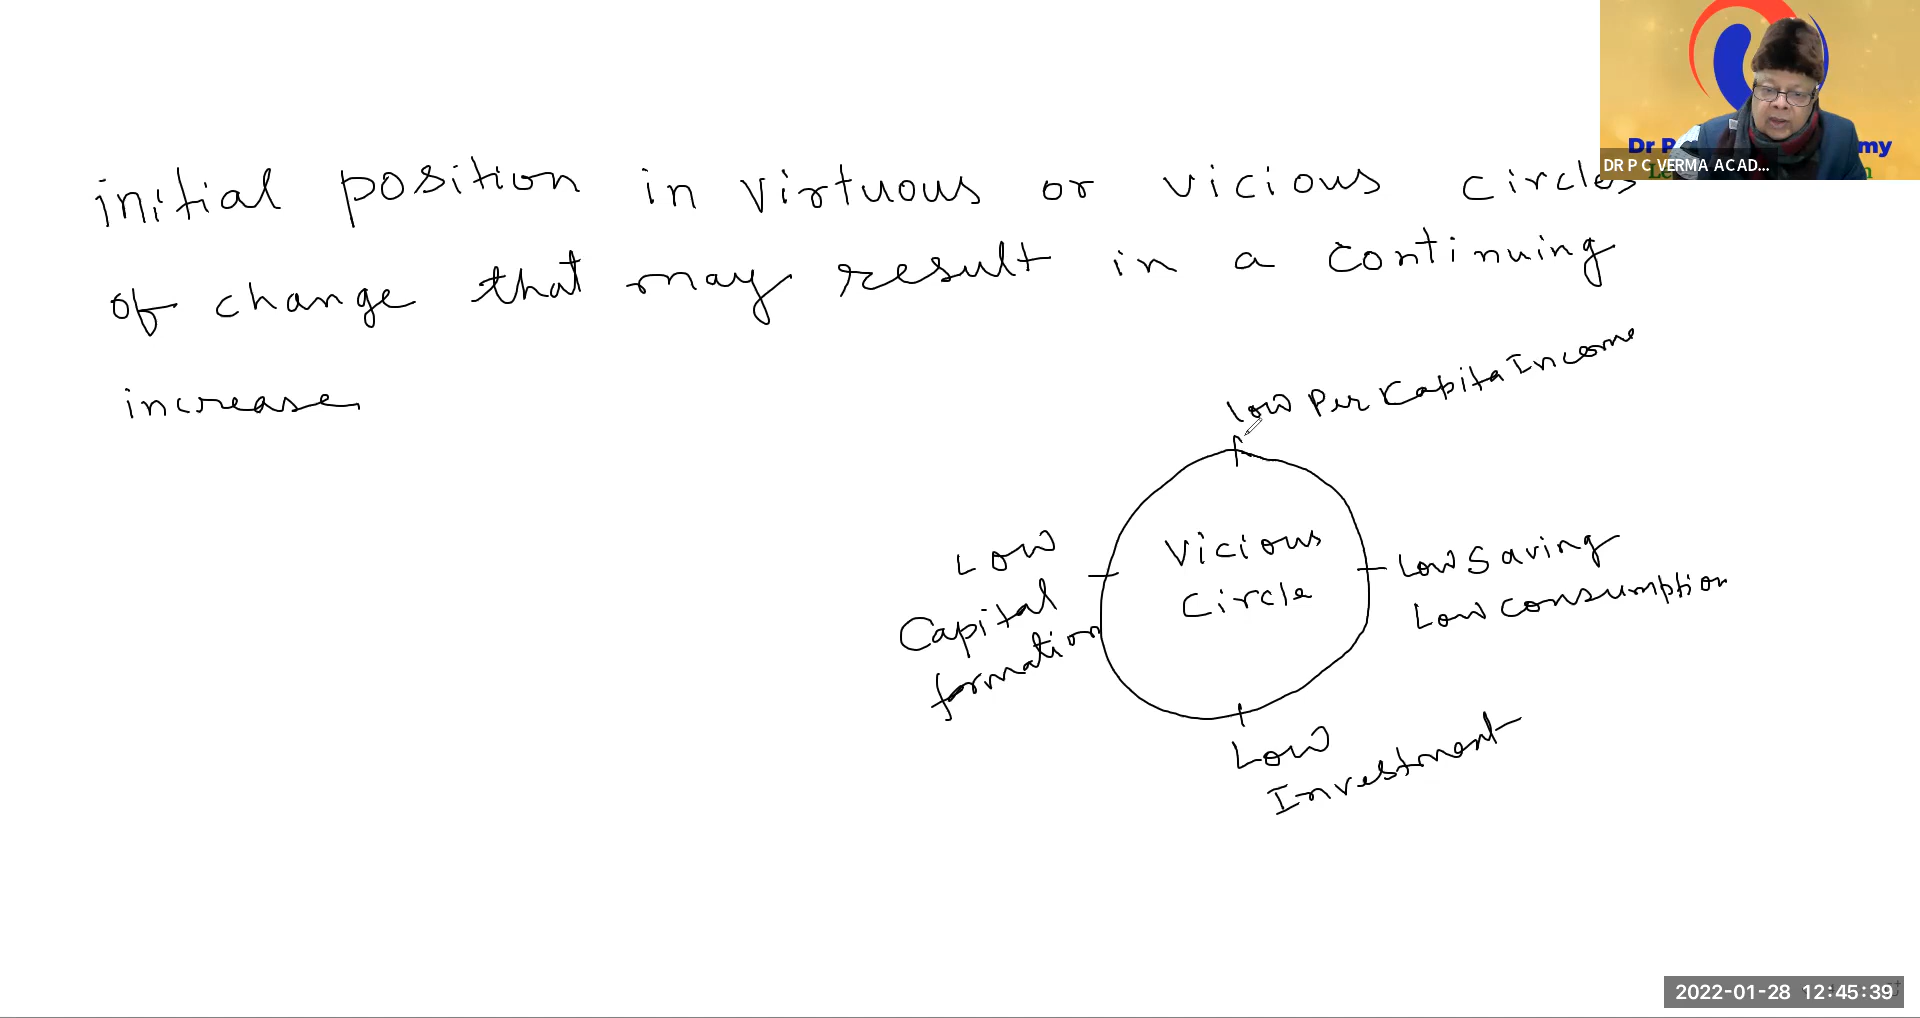 Dr P my
DR P C VERMA ACAD...
initial position in virtuous or vicious circles
of change that may result in a continuing
increase
Low Per Capita Income
Vicious
Circle
Low Saving
Low Consumption
Low
Capital
formation
Low
Investment
2022-01-28 12:45:39